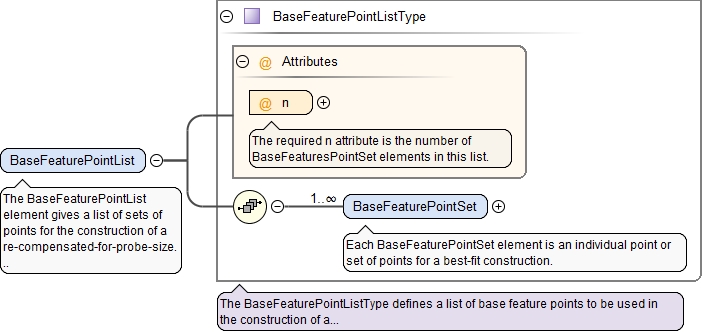 BaseFeaturePointListType
@ Attributes
@ n
The required n attribute is the number of
BaseFeaturesPointSet elements in this list.
BaseFeaturePointList
The BaseFeaturePointList
element gives a list of sets of
points for the construction of a
re-compensated-for-probe-size.
..
1..∞
BaseFeaturePointSet
Each BaseFeaturePointSet element is an individual point or
set of points for a best-fit construction.
The BaseFeaturePointListType defines a list of base feature points to be used in
the construction of a...